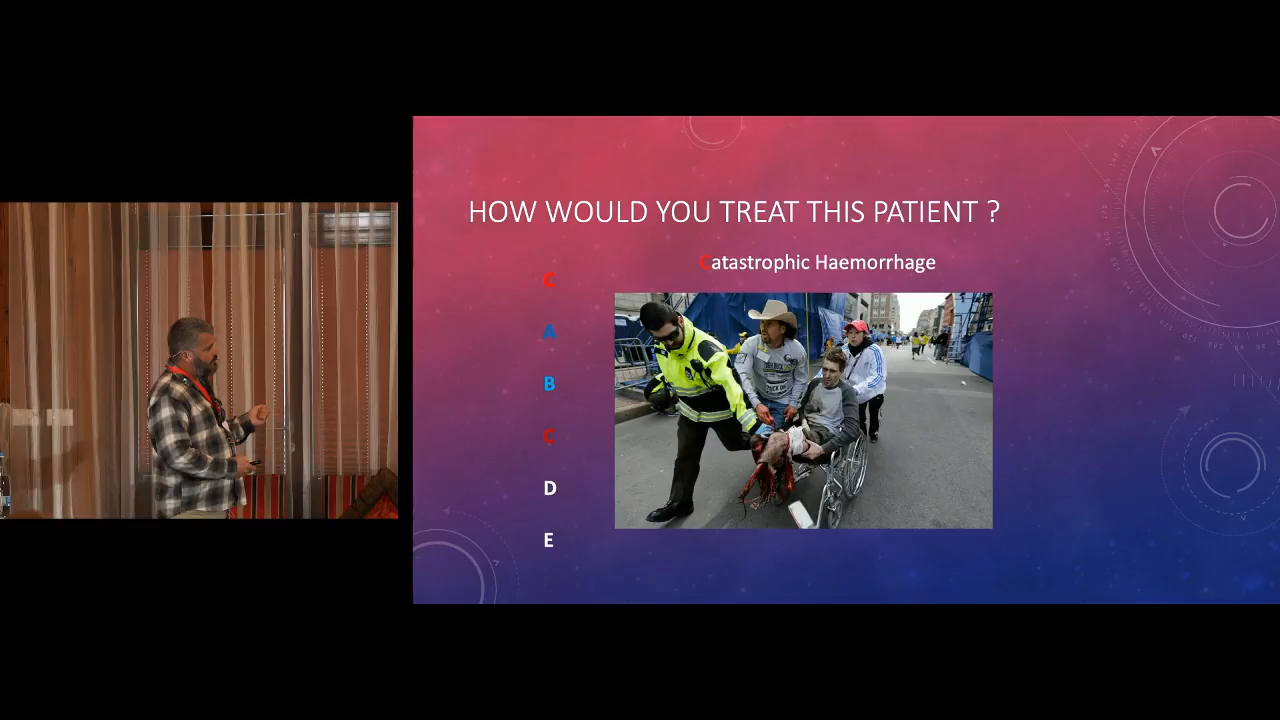 HOW WOULD YOU TREAT THIS PATIENT ?
Catastrophic Haemorrhage
C
A
B
C
D
E